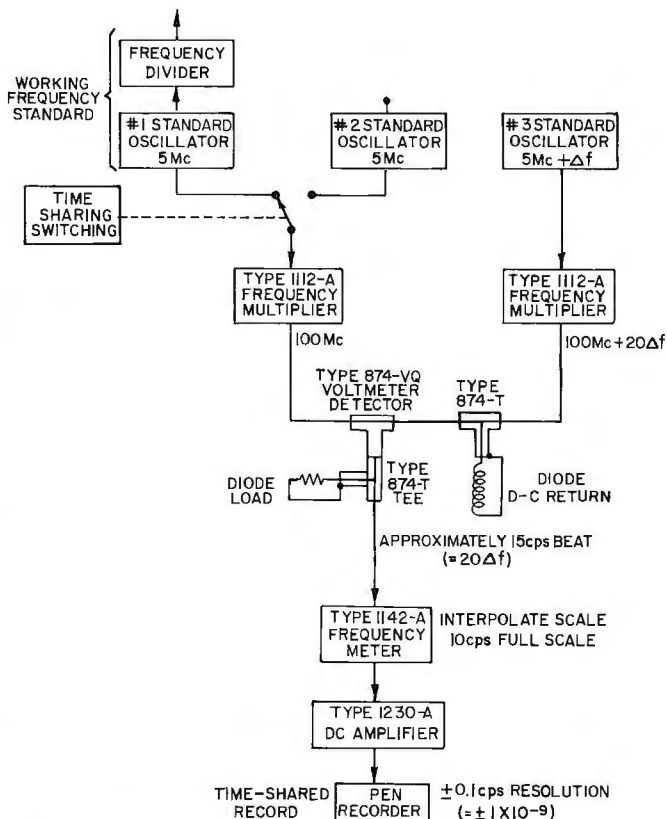 FREQUENCY
DIVIDER
WORKING
FREQUENCY
STANDARD
#1 STANDARD
OSCILLATOR
5Mc
#2 STANDARD
OSCILLATOR
5Mc
#3 STANDARD
OSCILLATOR
5Mc + Δf
TIME
SHARING
SWITCHING
TYPE 1112-A
FREQUENCY
MULTIPLIER
TYPE 1112-A
FREQUENCY
MULTIPLIER
100Mc
100Mc+20Δf
TYPE 874-VQ
VOLTMETER
DETECTOR
TYPE
874-T
DIODE
LOAD
TYPE
874-T
TEE
DIODE
D-C RETURN
APPROXIMATELY 15cps BEAT
(=20Δf)
TYPE 1142-A
FREQUENCY
METER
INTERPOLATE SCALE
10cps FULL SCALE
TYPE 1230-A
DC AMPLIFIER
TIME-SHARED
RECORD
PEN
RECORDER
±0.1cps RESOLUTION
(=±1X10-9)